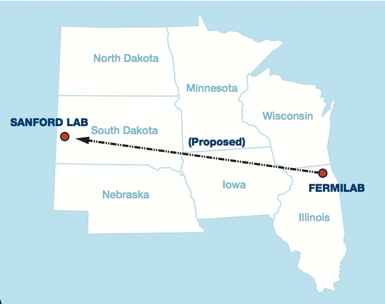 North Dakota
Minnesota
Wisconsin
SANFORD LAB
South Dakota
(Proposed)
Nebraska
Iowa
FERMILAB
Illinois